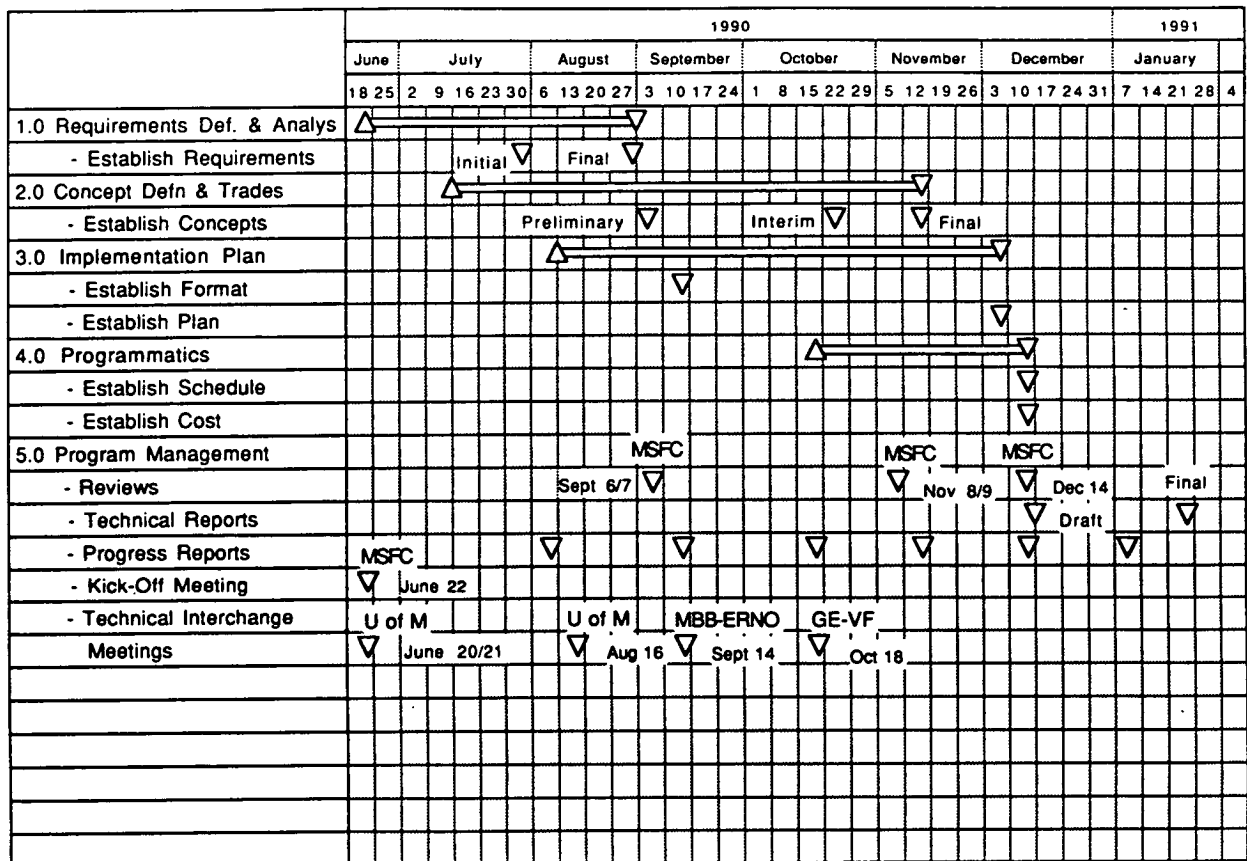 1990 1991
June July August September October November December January
18 25 2 9 16 23 30 6 13 20 27 3 10 17 24 1 8 15 22 29 5 12 19 26 3 10 17 24 31 7 14 21 28 4
1.0 Requirements Def. & Analys
- Establish Requirements Initial Final
2.0 Concept Defn & Trades
- Establish Concepts Preliminary Interim Final
3.0 Implementation Plan
- Establish Format
- Establish Plan
4.0 Programmatics
- Establish Schedule
- Establish Cost
5.0 Program Management MSFC MSFC MSFC
- Reviews Sept 6/7 Nov 8/9 Dec 14 Final
- Technical Reports Draft
- Progress Reports MSFC
- Kick-Off Meeting June 22
- Technical Interchange U of M U of M MBB-ERNO GE-VF
Meetings June 20/21 Aug 16 Sept 14 Oct 18